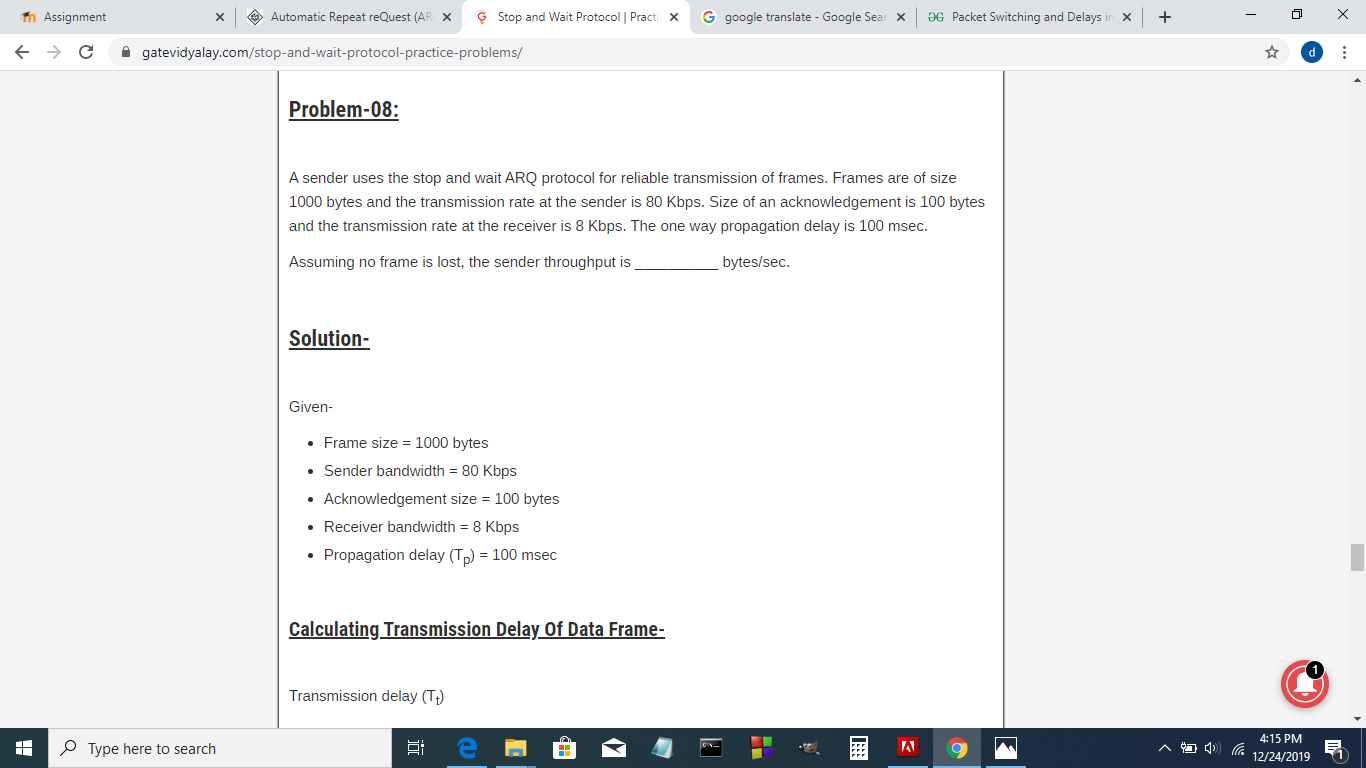 Assignment
Automatic Repeat reQuest (AR
Stop and Wait Protocol | Practi
google translate - Google Sear
Packet Switching and Delays in
gatevidyalay.com/stop-and-wait-protocol-practice-problems/
d
Problem-08:
A sender uses the stop and wait ARQ protocol for reliable transmission of frames. Frames are of size
1000 bytes and the transmission rate at the sender is 80 Kbps. Size of an acknowledgement is 100 bytes
and the transmission rate at the receiver is 8 Kbps. The one way propagation delay is 100 msec.
Assuming no frame is lost, the sender throughput is __________ bytes/sec.
Solution-
Given-
• Frame size = 1000 bytes
• Sender bandwidth = 80 Kbps
• Acknowledgement size = 100 bytes
• Receiver bandwidth = 8 Kbps
• Propagation delay (Tp) = 100 msec
Calculating Transmission Delay Of Data Frame-
Transmission delay (Tt)
1
Type here to search
4:15 PM
12/24/2019
1